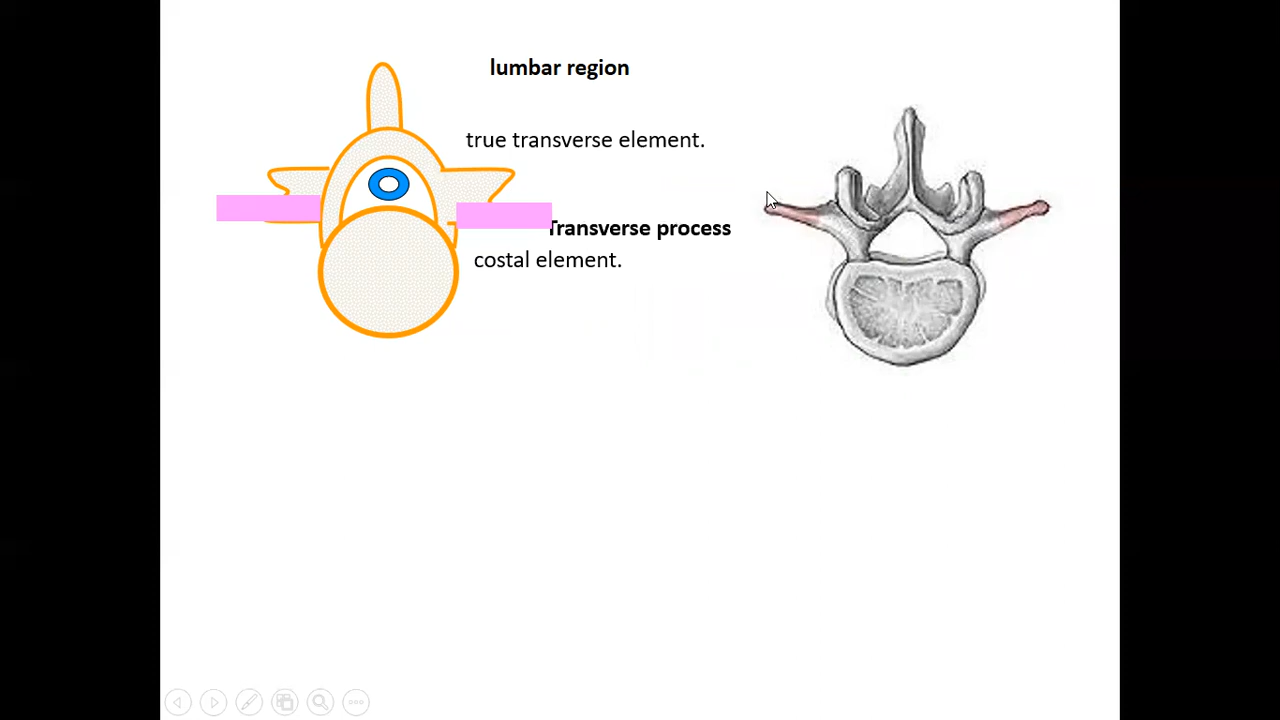 lumbar region
true transverse element.
Transverse process
costal element.